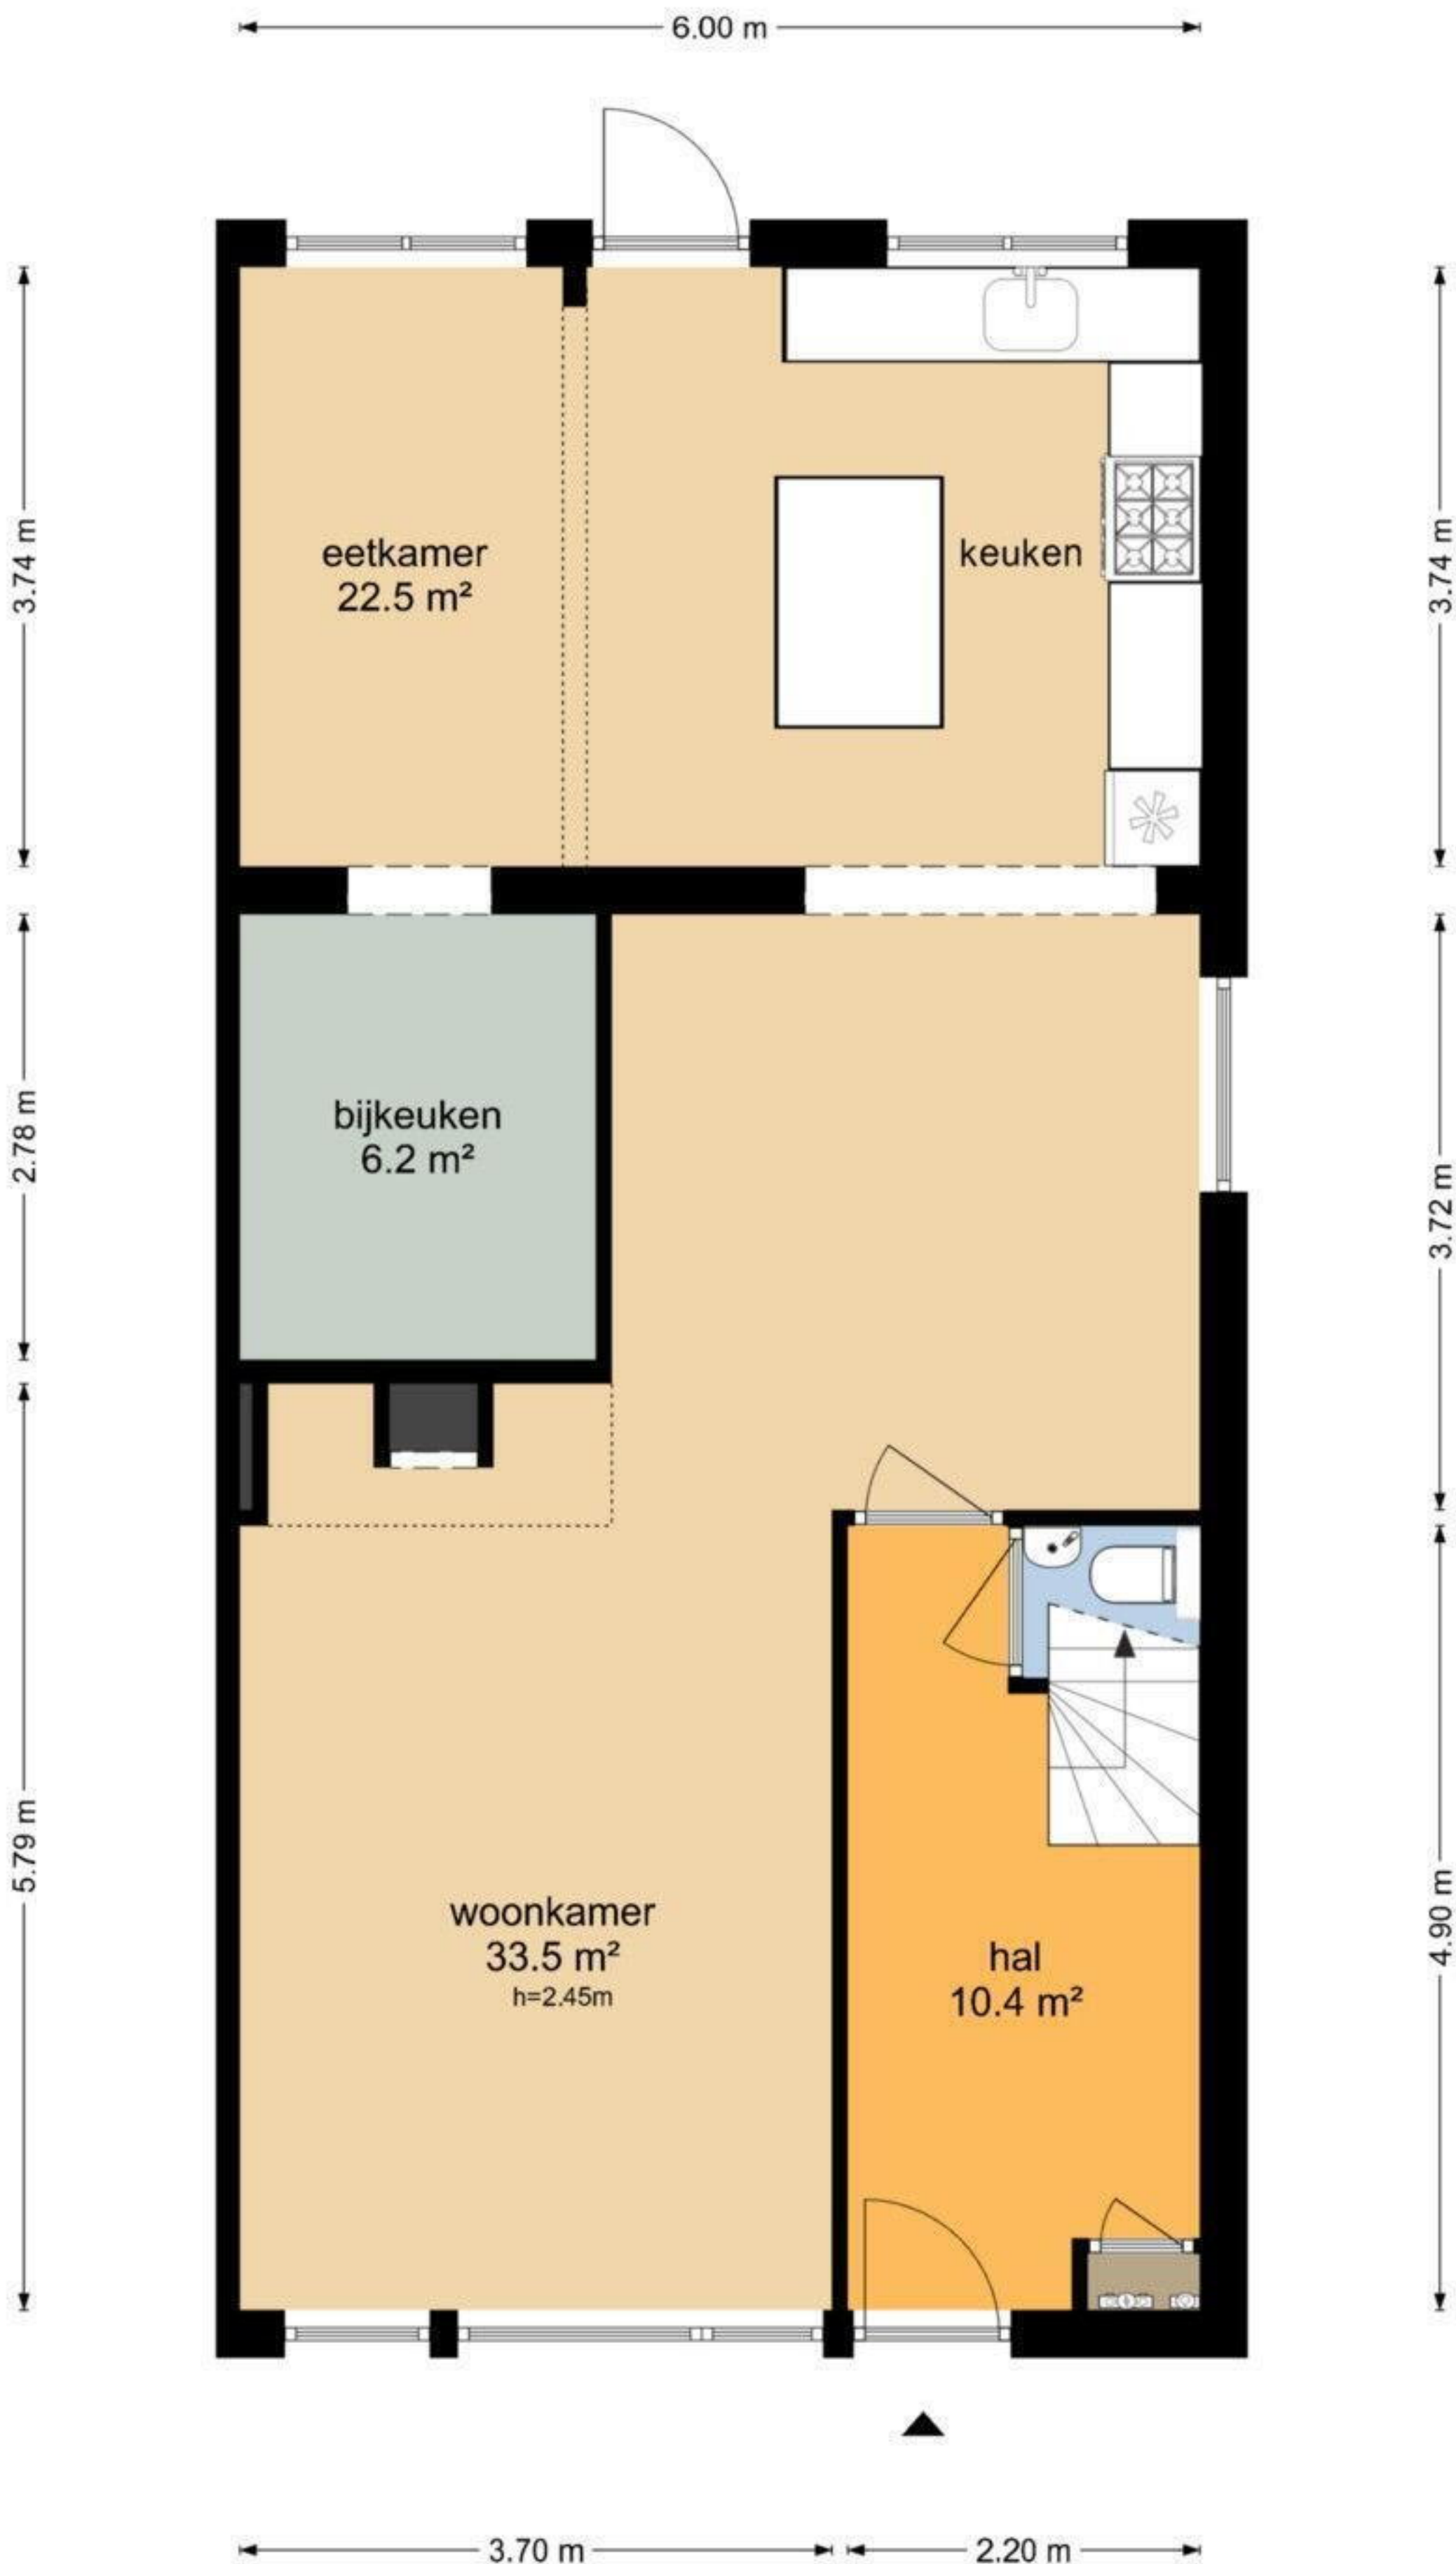 6.00 m
3.74 m
3.74 m
eetkamer
22.5 m²
keuken
2.78 m
bijkeuken
6.2 m²
3.72 m
5.79 m
woonkamer
33.5 m²
h=2.45m
hal
10.4 m²
4.90 m
3.70 m
2.20 m